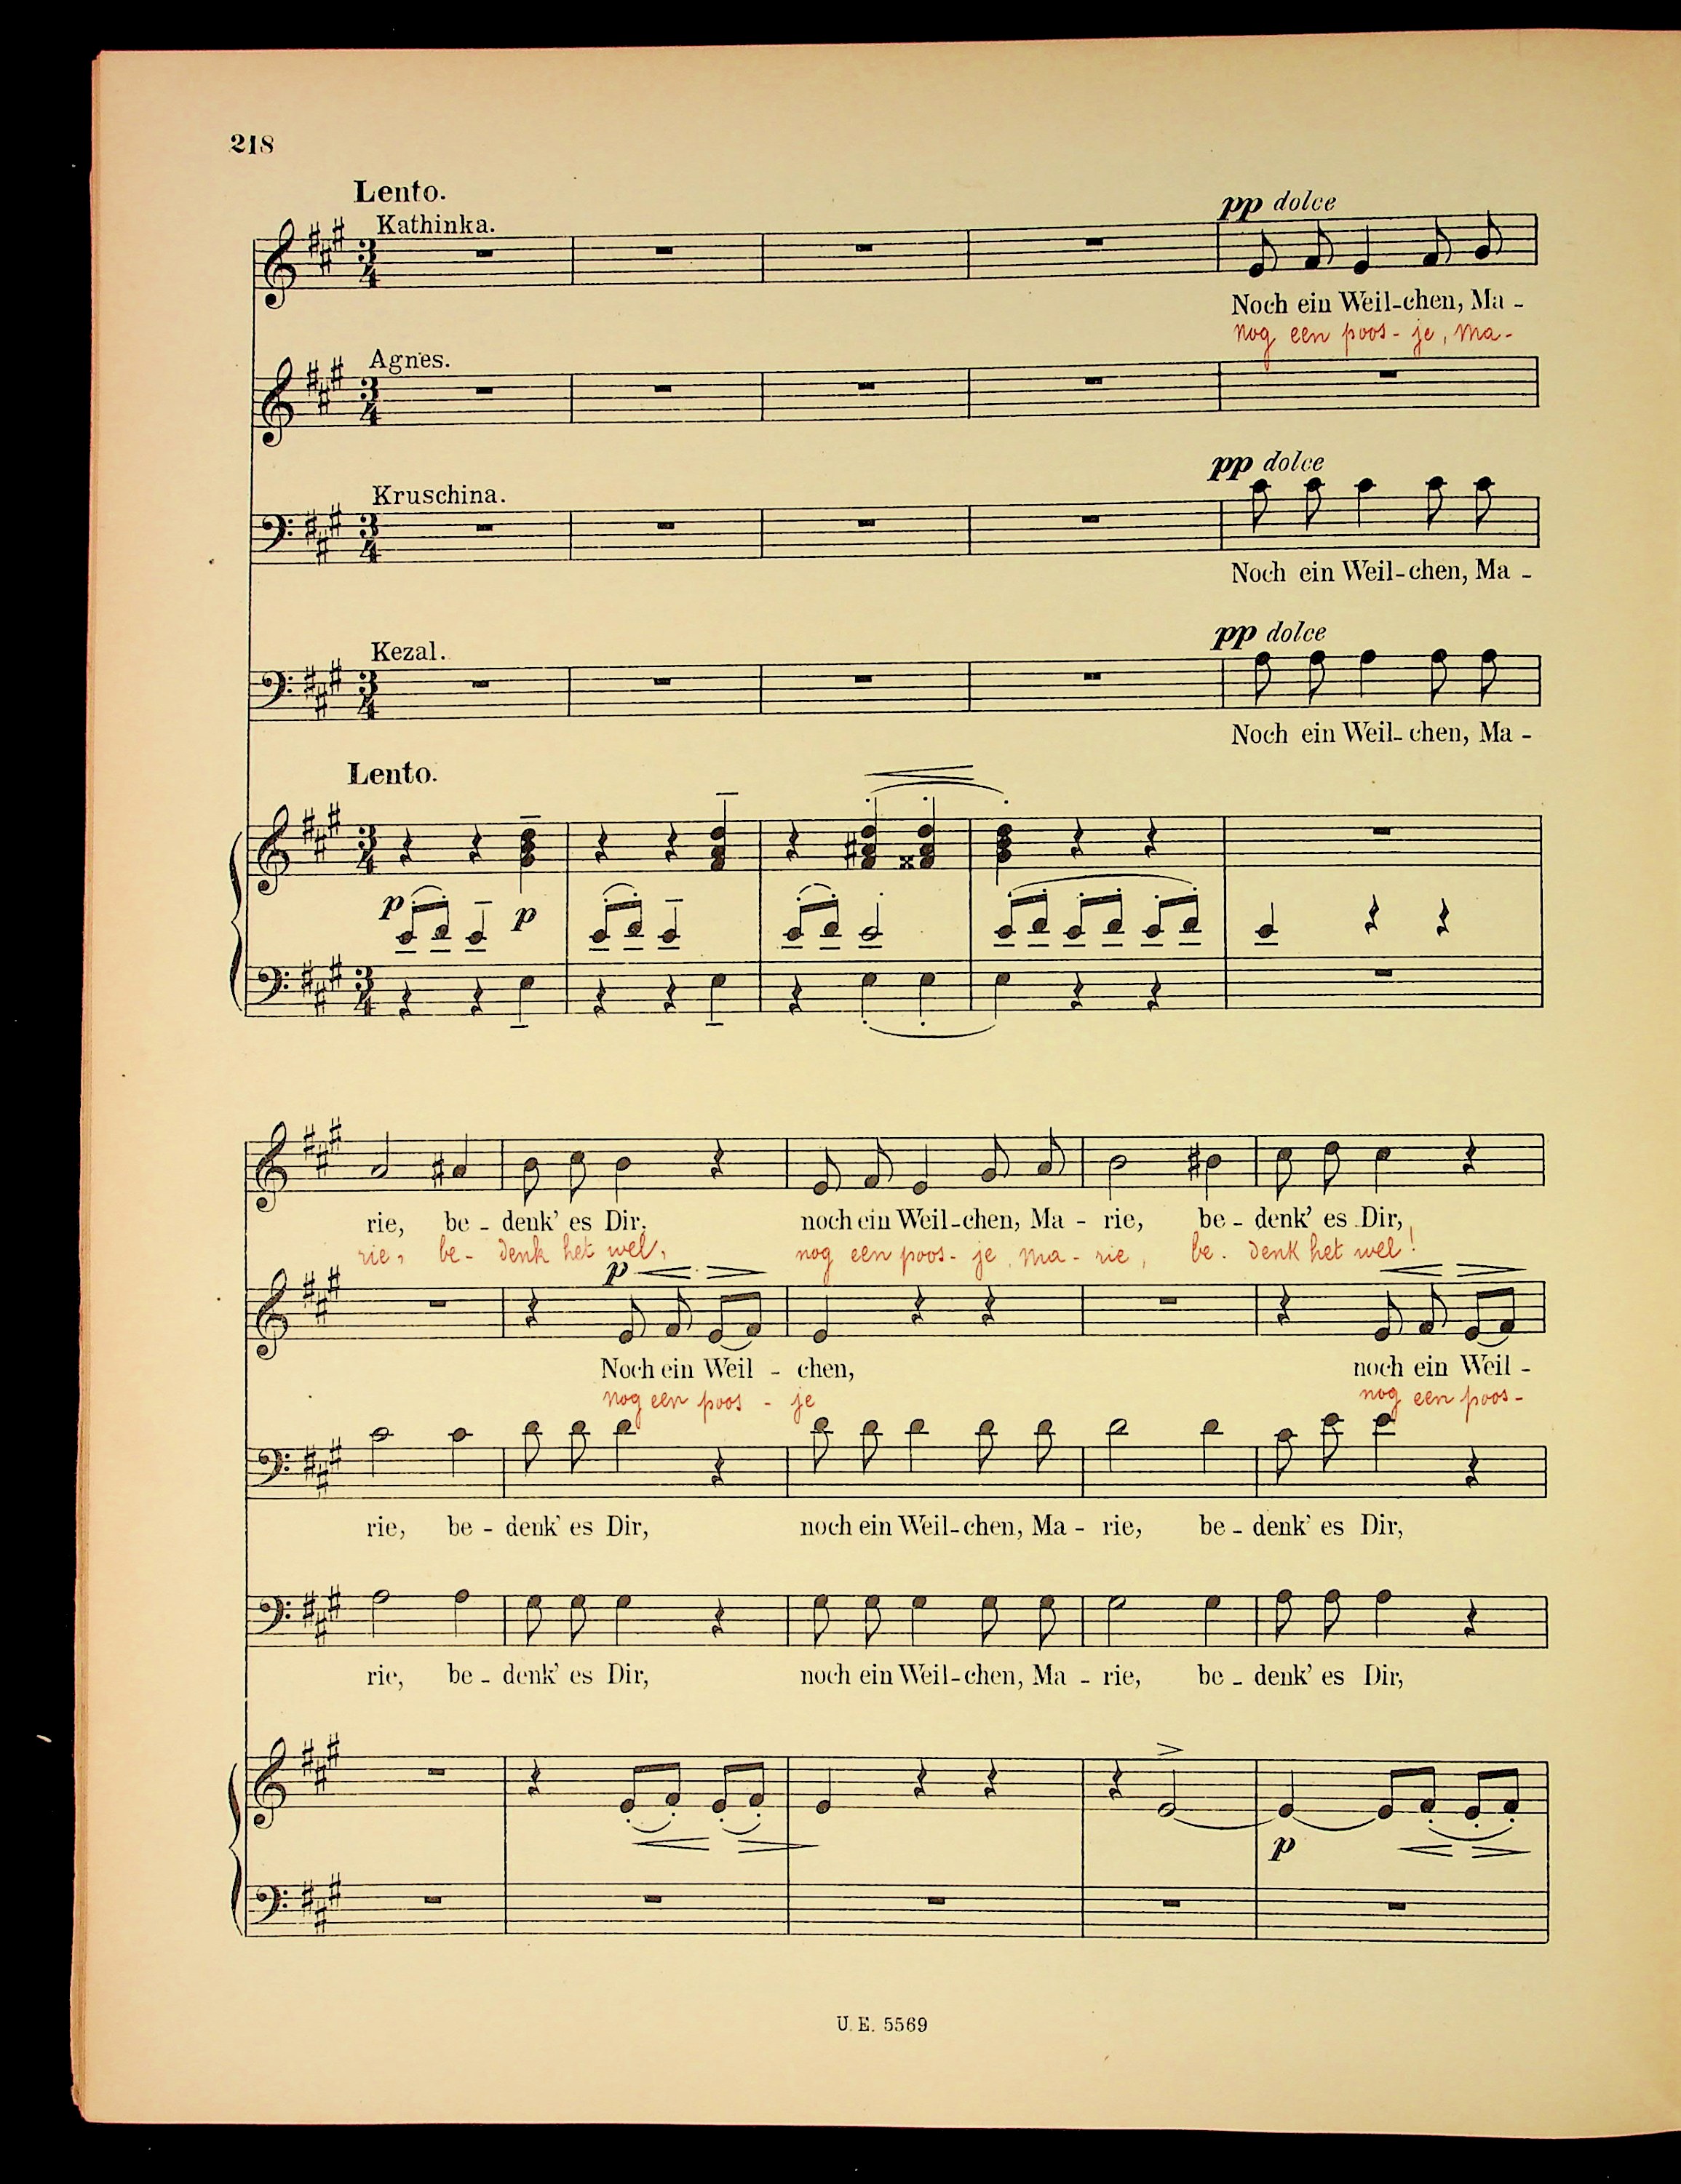 218
Lento.
Kathinka.
pp dolce
Noch ein Weil-chen, Ma -
nog een poos - je, ma -
Agnes.
pp dolce
Kruschina.
Noch ein Weil-chen, Ma -
pp dolce
Kezal.
Noch ein Weil-chen, Ma -
Lento.
p p
rie, be - denk' es Dir, noch ein Weil-chen, Ma - rie, be - denk' es Dir,
rie, be - denk het wel, nog een poos - je, ma - rie, be - denk het wel!
p
Noch ein Weil - chen, noch ein Weil -
nog een poos - je nog een poos -
rie, be - denk' es Dir, noch ein Weil-chen, Ma - rie, be - denk' es Dir,
rie, be - denk' es Dir, noch ein Weil-chen, Ma - rie, be - denk' es Dir,
p
U. E. 5569